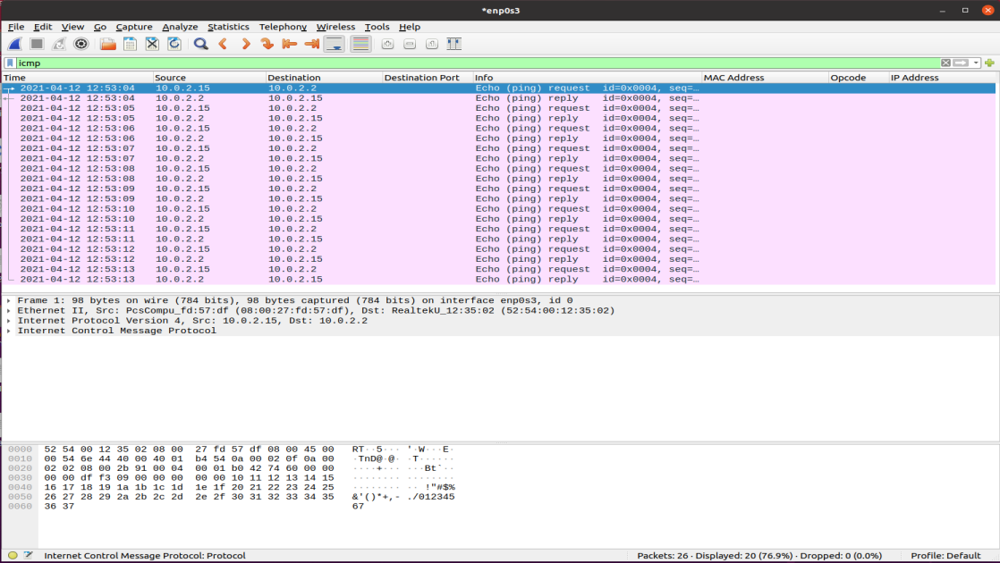 *enp0s3
File Edit View Go Capture Analyze Statistics Telephony Wireless Tools Help
icmp
Time Source Destination Destination Port Info MAC Address Opcode IP Address
2021-04-12 12:53:04 10.0.2.15 10.0.2.2 Echo (ping) request id=0x0004, seq=…
2021-04-12 12:53:04 10.0.2.2 10.0.2.15 Echo (ping) reply id=0x0004, seq=…
2021-04-12 12:53:05 10.0.2.15 10.0.2.2 Echo (ping) request id=0x0004, seq=…
2021-04-12 12:53:05 10.0.2.2 10.0.2.15 Echo (ping) reply id=0x0004, seq=…
2021-04-12 12:53:06 10.0.2.15 10.0.2.2 Echo (ping) request id=0x0004, seq=…
2021-04-12 12:53:06 10.0.2.2 10.0.2.15 Echo (ping) reply id=0x0004, seq=…
2021-04-12 12:53:07 10.0.2.15 10.0.2.2 Echo (ping) request id=0x0004, seq=…
2021-04-12 12:53:07 10.0.2.2 10.0.2.15 Echo (ping) reply id=0x0004, seq=…
2021-04-12 12:53:08 10.0.2.15 10.0.2.2 Echo (ping) request id=0x0004, seq=…
2021-04-12 12:53:08 10.0.2.2 10.0.2.15 Echo (ping) reply id=0x0004, seq=…
2021-04-12 12:53:09 10.0.2.15 10.0.2.2 Echo (ping) request id=0x0004, seq=…
2021-04-12 12:53:09 10.0.2.2 10.0.2.15 Echo (ping) reply id=0x0004, seq=…
2021-04-12 12:53:10 10.0.2.15 10.0.2.2 Echo (ping) request id=0x0004, seq=…
2021-04-12 12:53:10 10.0.2.2 10.0.2.15 Echo (ping) reply id=0x0004, seq=…
2021-04-12 12:53:11 10.0.2.15 10.0.2.2 Echo (ping) request id=0x0004, seq=…
2021-04-12 12:53:11 10.0.2.2 10.0.2.15 Echo (ping) reply id=0x0004, seq=…
2021-04-12 12:53:12 10.0.2.15 10.0.2.2 Echo (ping) request id=0x0004, seq=…
2021-04-12 12:53:12 10.0.2.2 10.0.2.15 Echo (ping) reply id=0x0004, seq=…
2021-04-12 12:53:13 10.0.2.15 10.0.2.2 Echo (ping) request id=0x0004, seq=…
2021-04-12 12:53:13 10.0.2.2 10.0.2.15 Echo (ping) reply id=0x0004, seq=…
Frame 1: 98 bytes on wire (784 bits), 98 bytes captured (784 bits) on interface enp0s3, id 0
Ethernet II, Src: PcsCompu_fd:57:df (08:00:27:fd:57:df), Dst: RealtekU_12:35:02 (52:54:00:12:35:02)
Internet Protocol Version 4, Src: 10.0.2.15, Dst: 10.0.2.2
Internet Control Message Protocol
0000 52 54 00 12 35 02 08 00 27 fd 57 df 08 00 45 00 RT··5··· '·W···E·
0010 00 54 6e 44 40 00 40 01 b4 54 0a 00 02 0f 0a 00 ·TnD@·@· ·T······
0020 02 02 08 00 2b 91 00 04 00 01 b0 42 74 60 00 00 ····+··· ···Bt`··
0030 00 00 df f3 09 00 00 00 00 00 10 11 12 13 14 15 ········ ········
0040 16 17 18 19 1a 1b 1c 1d 1e 1f 20 21 22 23 24 25 ········ ·· !"#$%
0050 26 27 28 29 2a 2b 2c 2d 2e 2f 30 31 32 33 34 35 &'()*+,- ./012345
0060 36 37 67
Internet Control Message Protocol: Protocol Packets: 26 · Displayed: 20 (76.9%) · Dropped: 0 (0.0%) Profile: Default